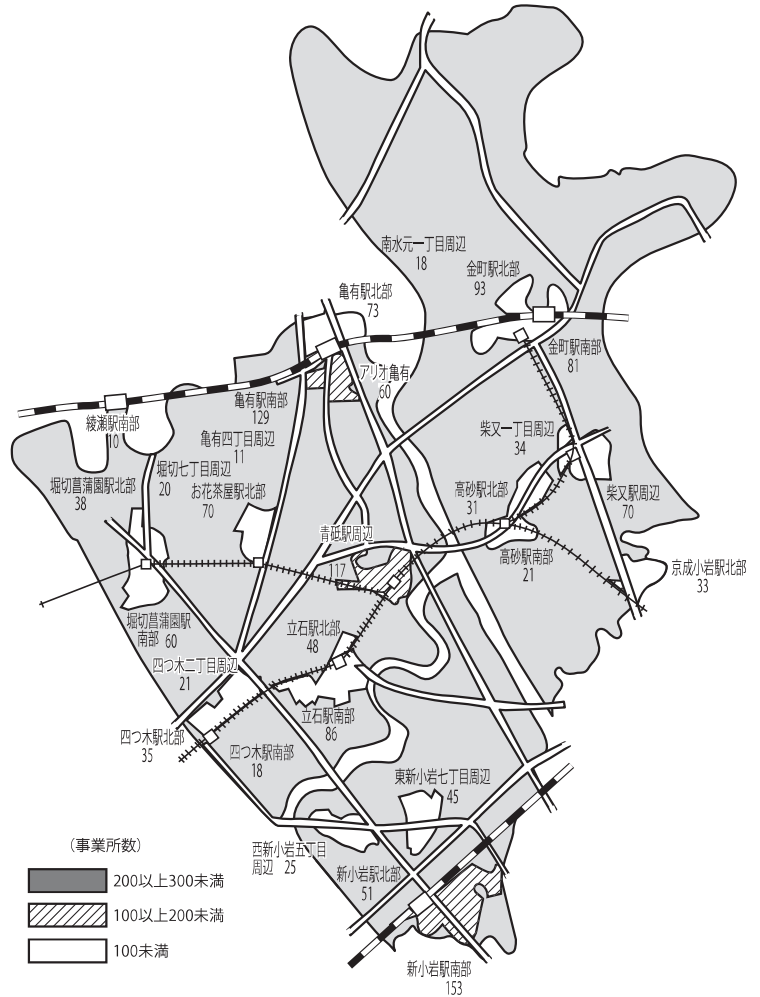 南水元一丁目周辺
18
金町駅北部
93
亀有駅北部
73
金町駅南部
81
アリオ亀有
60
亀有駅南部
129
綾瀬駅南部
10
亀有四丁目周辺
11
柴又一丁目周辺
34
堀切七丁目周辺
20
堀切菖蒲園駅北部
38
お花茶屋駅北部
70
高砂駅北部
31
柴又駅周辺
70
青砥駅周辺
117
高砂駅南部
21
京成小岩駅北部
33
堀切菖蒲園駅
南部 60
立石駅北部
48
四つ木二丁目周辺
21
立石駅南部
86
四つ木駅北部
35
四つ木駅南部
18
東新小岩七丁目周辺
45
西新小岩五丁目
周辺 25
新小岩駅北部
51
新小岩駅南部
153
(事業所数)
200以上300未満
100以上200未満
100未満